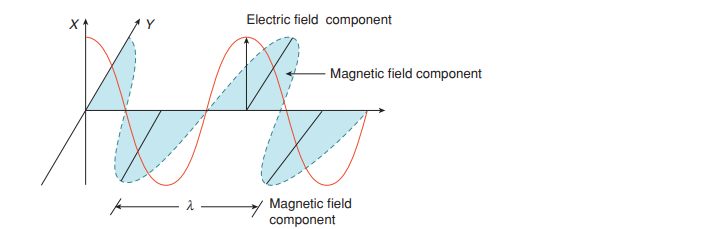 X
Y
Electric field component
Magnetic field component
λ
Magnetic field
component